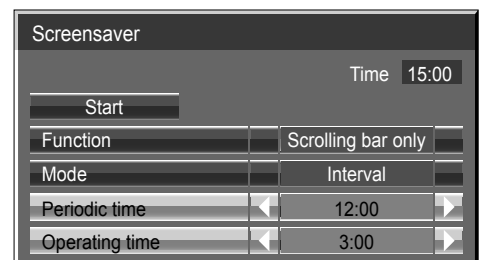 Screensaver
Time 15:00
Start
Function Scrolling bar only
Mode Interval
Periodic time 12:00
Operating time 3:00